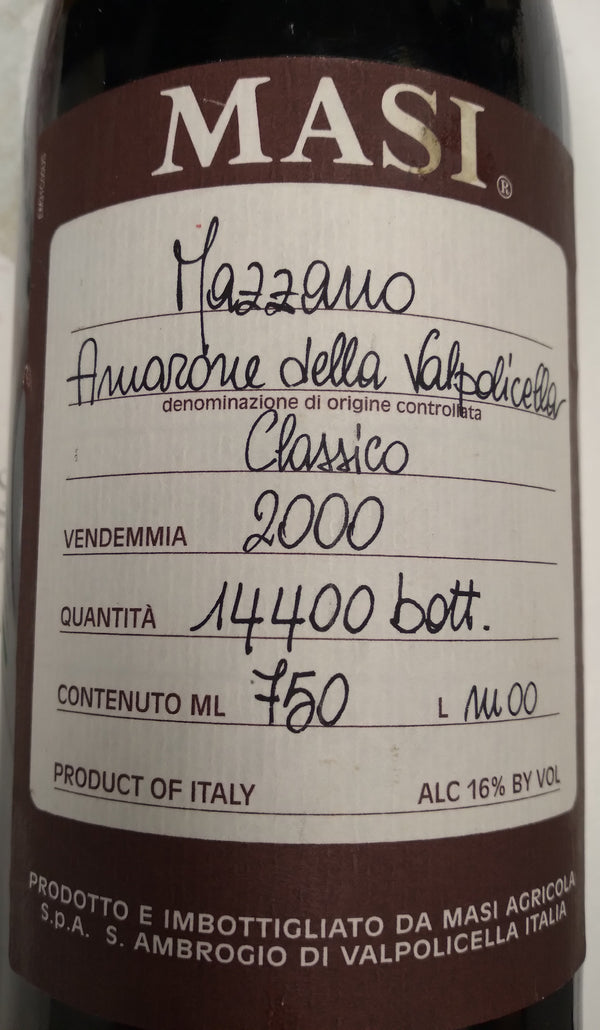 MASI®
Mazzano
Amarone della Valpolicella
denominazione di origine controllata
Classico
VENDEMMIA 2000
QUANTITÀ 14400 bott.
CONTENUTO ML 750 L M 00
PRODUCT OF ITALY ALC 16% BY VOL
PRODOTTO E IMBOTTIGLIATO DA MASI AGRICOLA
S.p.A. S. AMBROGIO DI VALPOLICELLA ITALIA